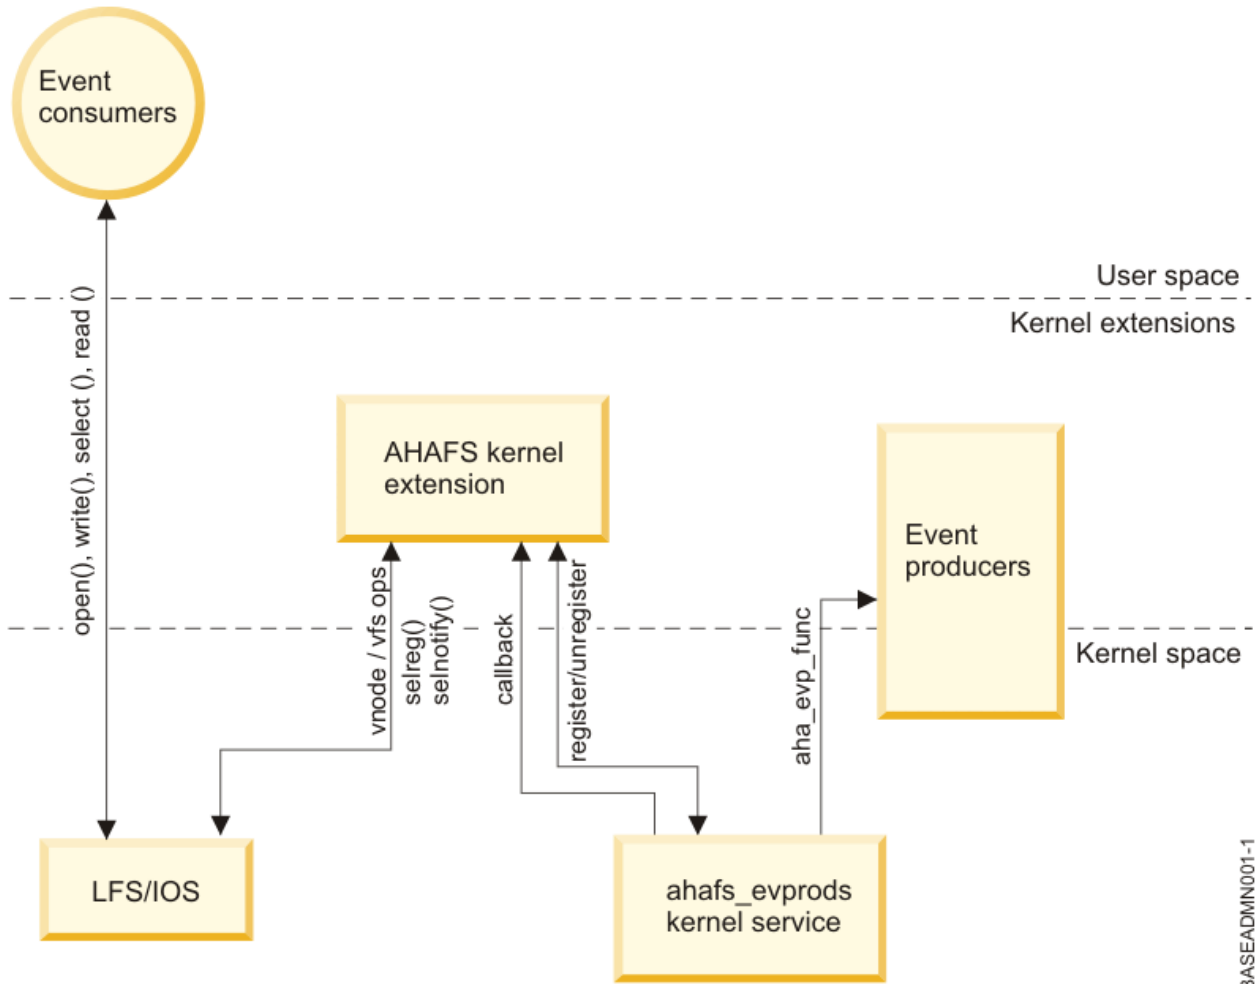 Event
consumers
User space
Kernel extensions
open(), write(), select (), read ()
AHAFS kernel
extension
Event
producers
vnode / vfs ops
selreg()
selnotify()
callback
register/unregister
aha_evp_func
Kernel space
LFS/IOS
ahafs_evprods
kernel service
BASEADMN001-1